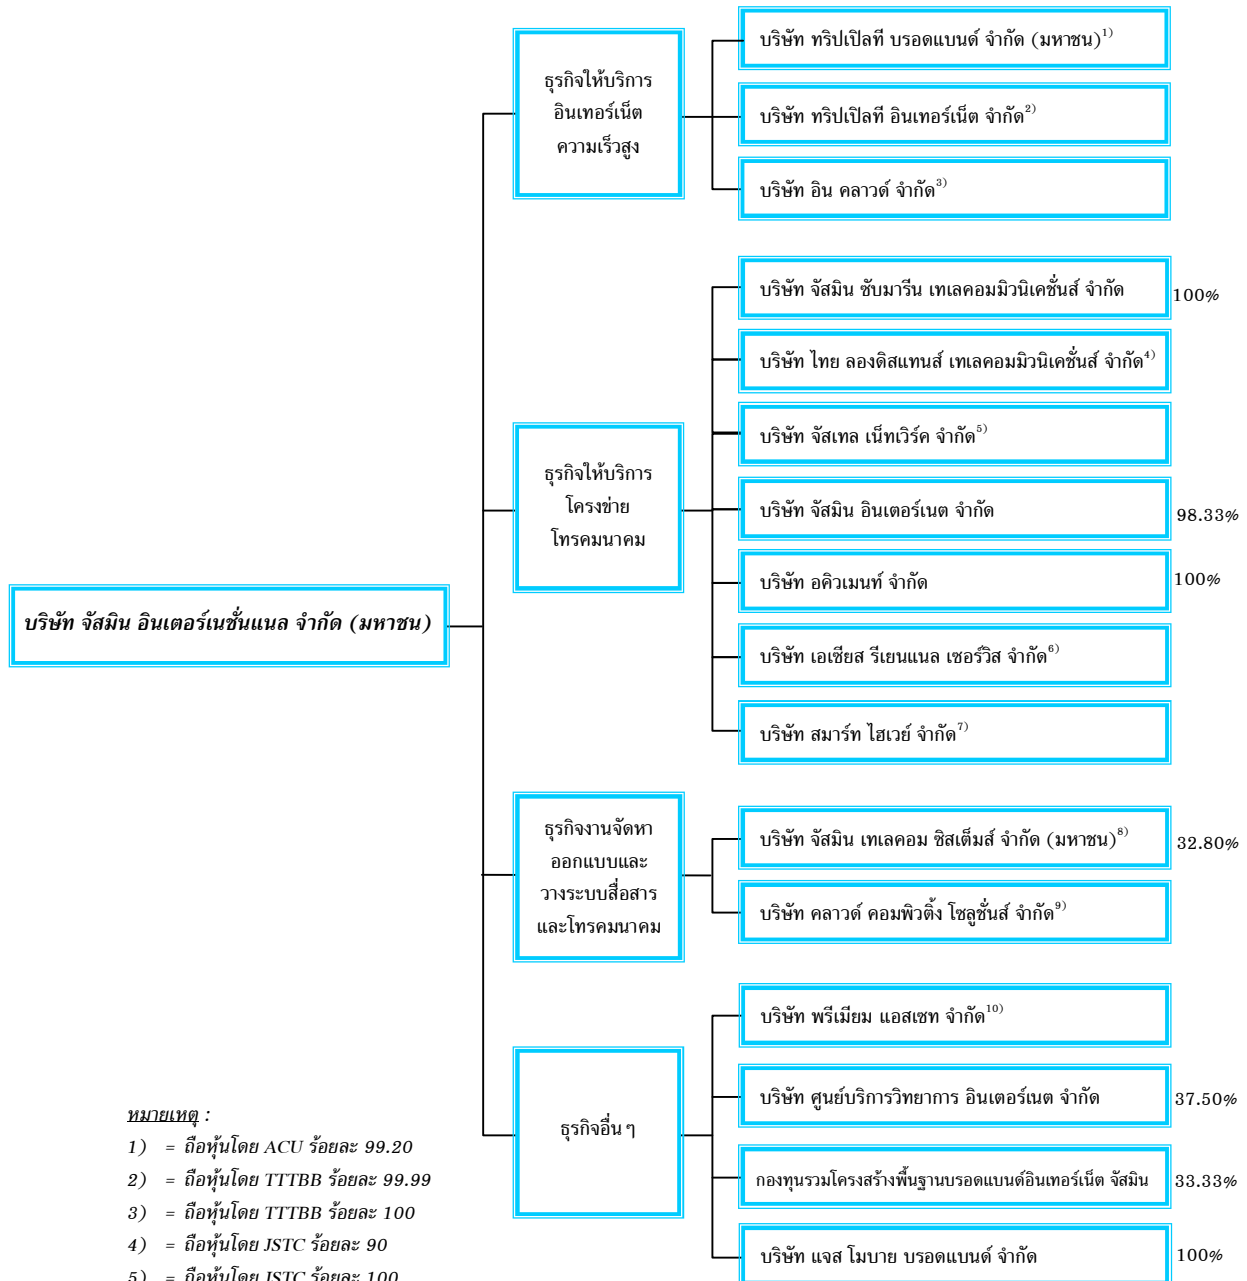 บริษัท จัสมิน อินเตอร์เนชั่นแนล จำกัด (มหาชน)
ธุรกิจให้บริการ
อินเทอร์เน็ต
ความเร็วสูง
บริษัท ทริปเปิลที บรอดแบนด์ จำกัด (มหาชน)1)
บริษัท ทริปเปิลที อินเทอร์เน็ต จำกัด2)
บริษัท อิน คลาวด์ จำกัด3)
ธุรกิจให้บริการ
โครงข่าย
โทรคมนาคม
บริษัท จัสมิน ซับมารีน เทเลคอมมิวนิเคชั่นส์ จำกัด 100%
บริษัท ไทย ลองดิสแทนส์ เทเลคอมมิวนิเคชั่นส์ จำกัด4)
บริษัท จัสเทล เน็ทเวิร์ค จำกัด5)
บริษัท จัสมิน อินเตอร์เนต จำกัด 98.33%
บริษัท อคิวเมนท์ จำกัด 100%
บริษัท เอเซียส รีเยนแนล เซอร์วิส จำกัด6)
บริษัท สมาร์ท ไฮเวย์ จำกัด7)
ธุรกิจงานจัดหา
ออกแบบและ
วางระบบสื่อสาร
และโทรคมนาคม
บริษัท จัสมิน เทเลคอม ซิสเต็มส์ จำกัด (มหาชน)8) 32.80%
บริษัท คลาวด์ คอมพิวติ้ง โซลูชั่นส์ จำกัด9)
ธุรกิจอื่น ๆ
บริษัท พรีเมียม แอสเซท จำกัด10)
บริษัท ศูนย์บริการวิทยาการ อินเตอร์เนต จำกัด 37.50%
กองทุนรวมโครงสร้างพื้นฐานบรอดแบนด์อินเทอร์เน็ต จัสมิน 33.33%
บริษัท แจส โมบาย บรอดแบนด์ จำกัด 100%
หมายเหตุ :
1) = ถือหุ้นโดย ACU ร้อยละ 99.20
2) = ถือหุ้นโดย TTTBB ร้อยละ 99.99
3) = ถือหุ้นโดย TTTBB ร้อยละ 100
4) = ถือหุ้นโดย JSTC ร้อยละ 90
5) = ถือหุ้นโดย JSTC ร้อยละ 100